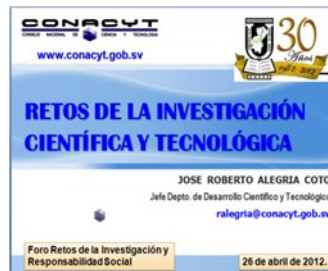 CONACYT
CONSEJO NACIONAL DE CIENCIA Y TECNOLOGIA
www.conacyt.gob.sv
30
Años
1982-2012
RETOS DE LA INVESTIGACIÓN
CIENTÍFICA Y TECNOLÓGICA
JOSE ROBERTO ALEGRIA COTO
Jefe Depto. de Desarrollo Científico y Tecnológico
ralegria@conacyt.gob.sv
Foro Retos de la Investigación y
Responsabilidad Social
26 de abril de 2012.